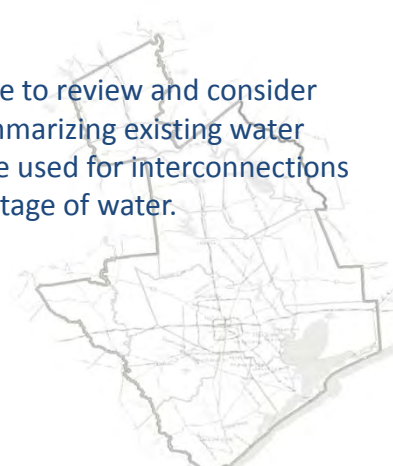 e to review and consider
nmarizing existing water
e used for interconnections
tage of water.